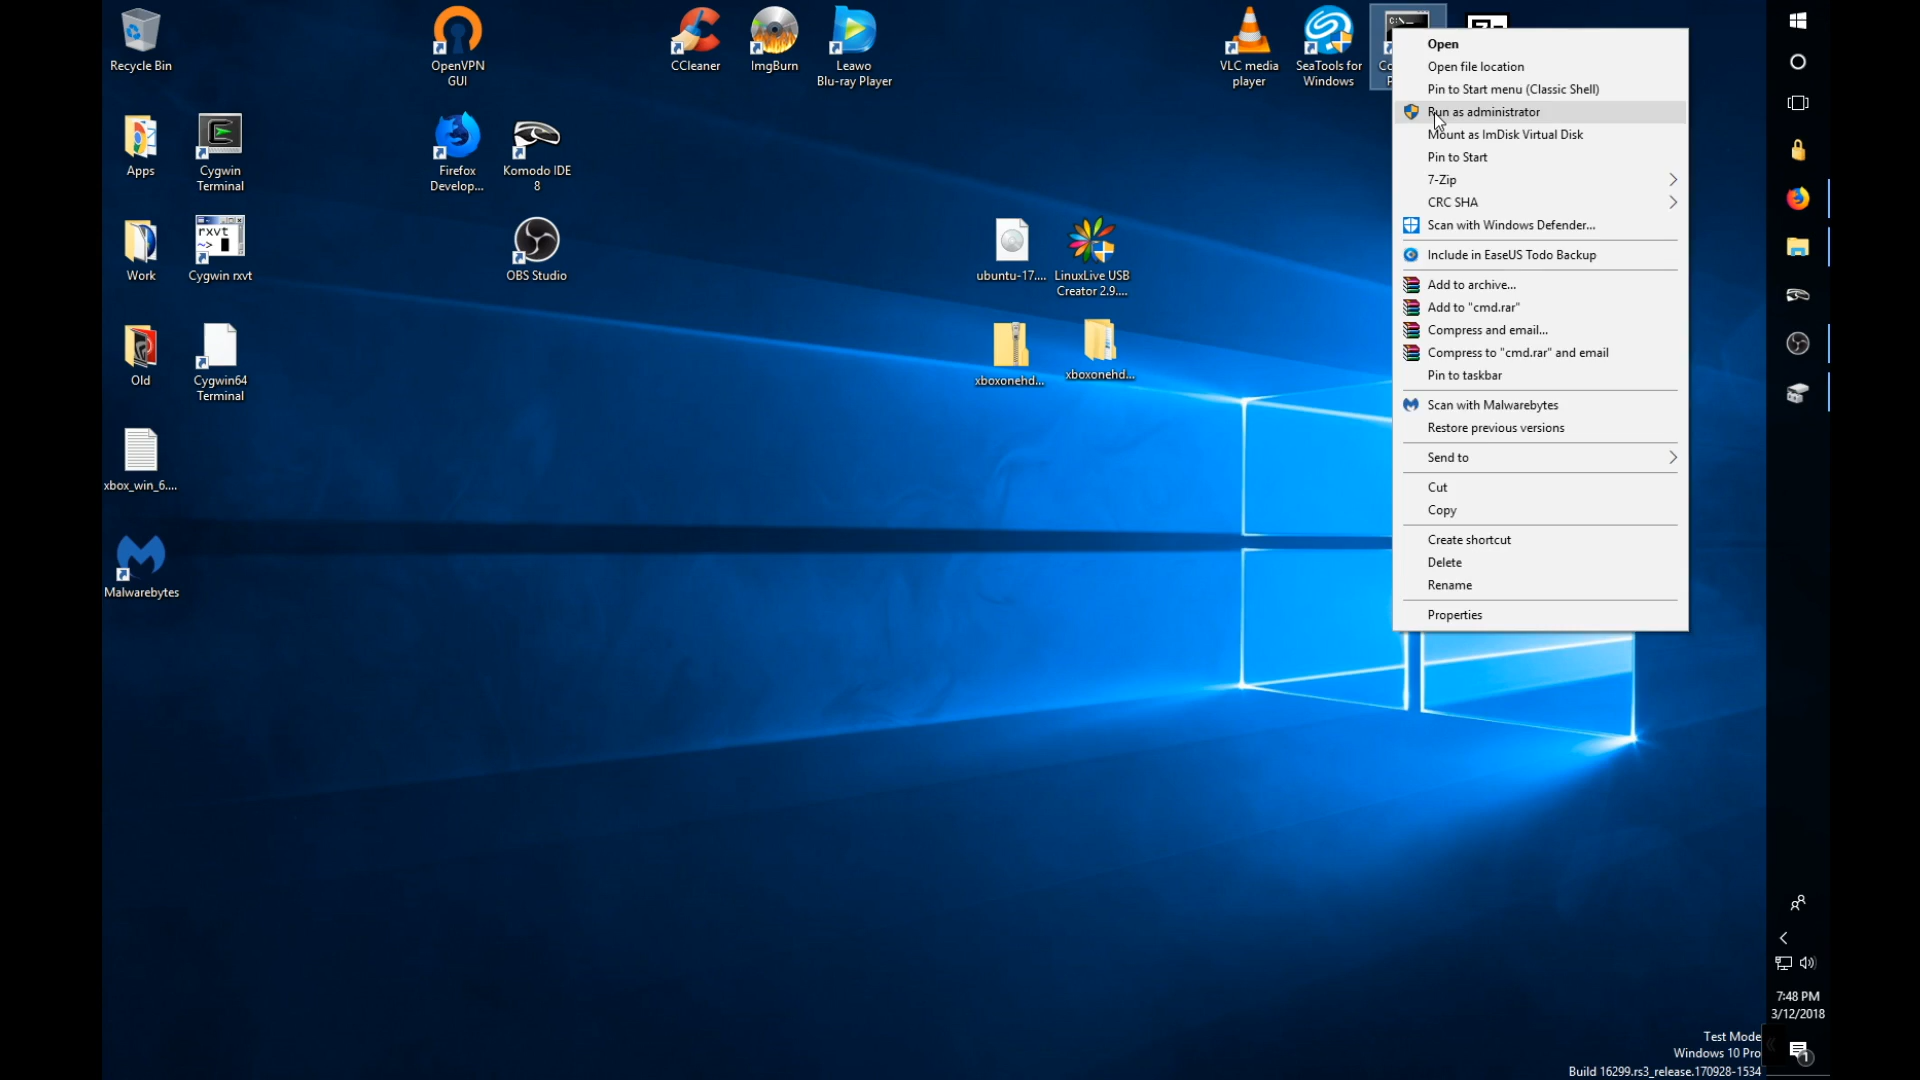 Recycle Bin
OpenVPN
GUI
CCleaner
ImgBurn
Leawo
Blu-ray Player
VLC media
player
SeaTools for
Windows
C:\_
Co
P
Apps
Cygwin
Terminal
Firefox
Develop...
Komodo IDE
8
Work
rxvt
~>
Cygwin rxvt
OBS Studio
ubuntu-17....
LinuxLive USB
Creator 2.9....
Old
Cygwin64
Terminal
xboxonehd...
xboxonehd...
xbox_win_6....
Malwarebytes
Open
Open file location
Pin to Start menu (Classic Shell)
Run as administrator
Mount as ImDisk Virtual Disk
Pin to Start
7-Zip
CRC SHA
Scan with Windows Defender...
Include in EaseUS Todo Backup
Add to archive...
Add to "cmd.rar"
Compress and email...
Compress to "cmd.rar" and email
Pin to taskbar
Scan with Malwarebytes
Restore previous versions
Send to
Cut
Copy
Create shortcut
Delete
Rename
Properties
7:48 PM
3/12/2018
1
Test Mode
Windows 10 Pro
Build 16299.rs3_release.170928-1534